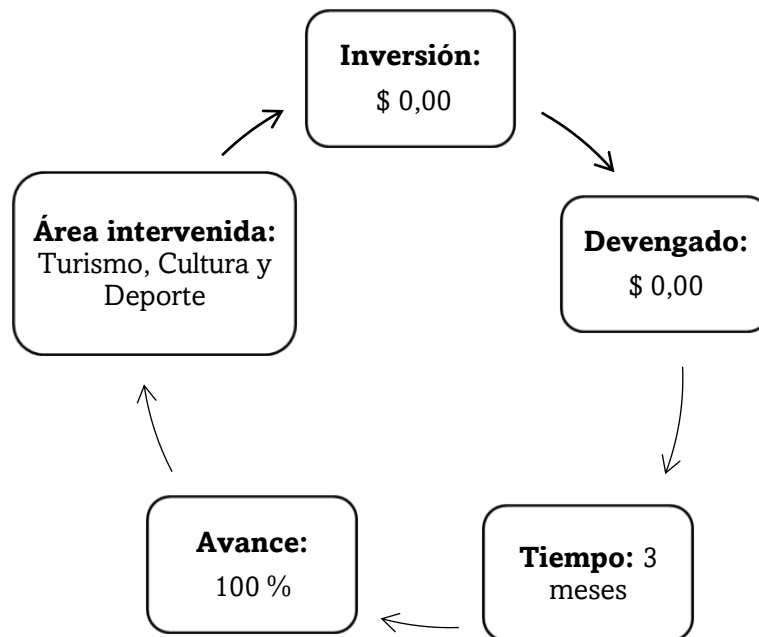 Inversión:
$ 0,00
Devengado:
$ 0,00
Tiempo: 3
meses
Avance:
100 %
Área intervenida:
Turismo, Cultura y
Deporte